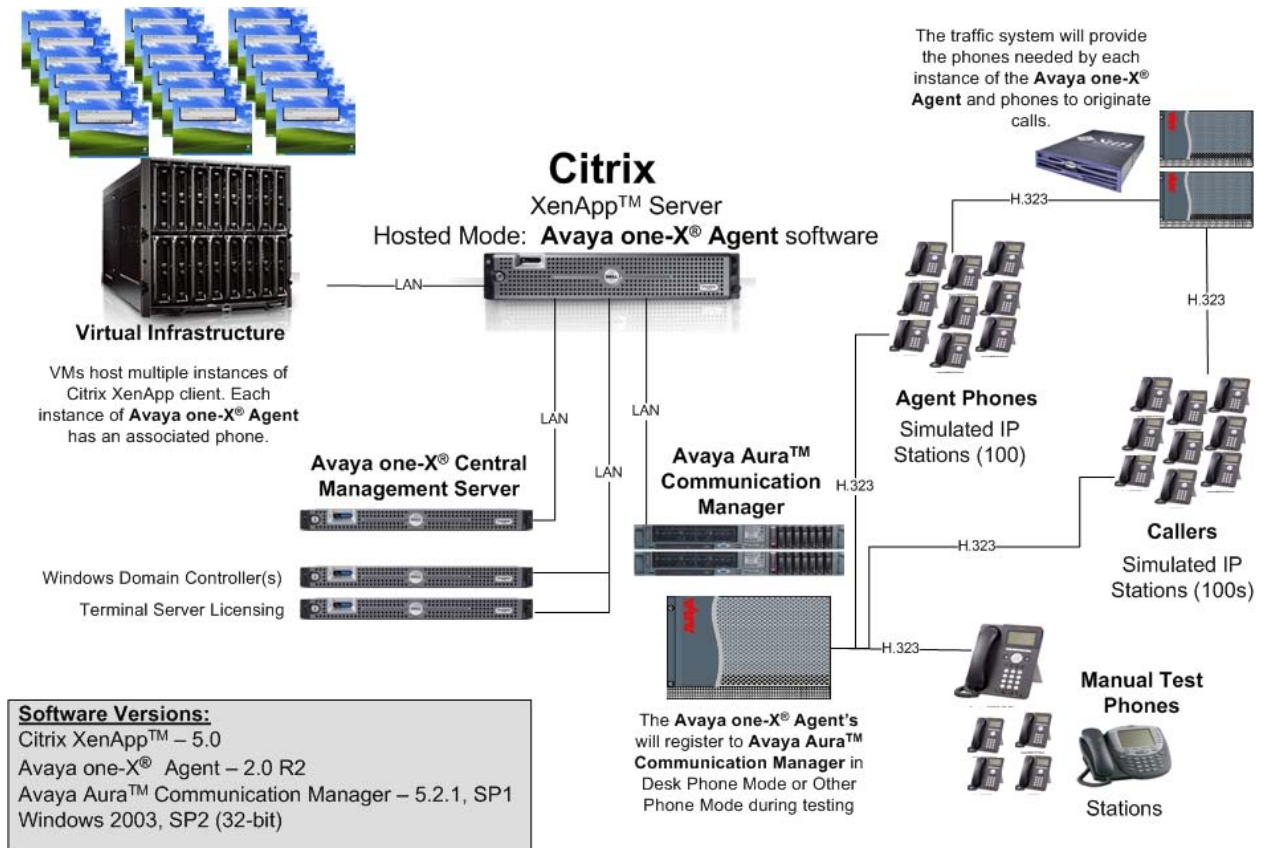 The traffic system will provide
the phones needed by each
instance of the Avaya one-X® Agent and phones to originate
calls.
Citrix
XenApp™ Server
Hosted Mode: Avaya one-X® Agent software
LAN
H.323
H.323
Virtual Infrastructure
VMs host multiple instances of
Citrix XenApp client. Each
instance of Avaya one-X® Agent
has an associated phone.
Agent Phones
Simulated IP
Stations (100)
LAN
LAN
LAN
Avaya one-X® Central
Management Server
Avaya Aura™
Communication
Manager
H.323
Callers
Simulated IP
Stations (100s)
H.323
Windows Domain Controller(s)
Terminal Server Licensing
H.323
Manual Test
Phones
Stations
The Avaya one-X® Agent's
will register to Avaya Aura™
Communication Manager in
Desk Phone Mode or Other
Phone Mode during testing
Software Versions:
Citrix XenApp™ – 5.0
Avaya one-X® Agent – 2.0 R2
Avaya Aura™ Communication Manager – 5.2.1, SP1
Windows 2003, SP2 (32-bit)